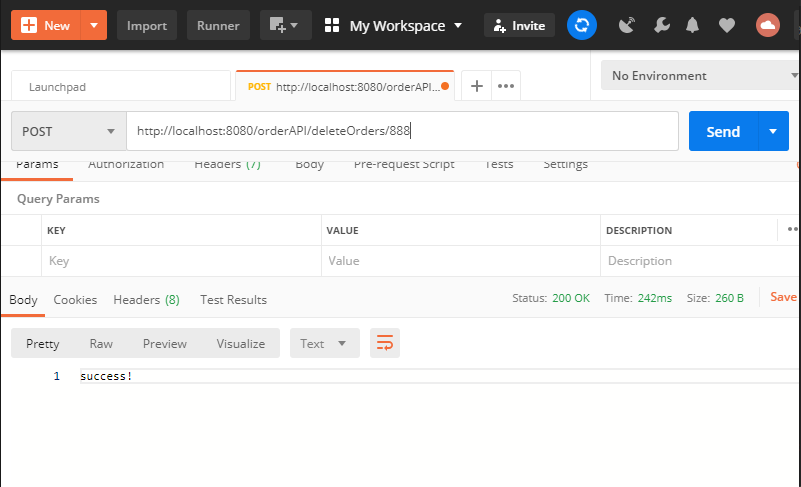 New Import Runner My Workspace Invite
Launchpad POST http://localhost:8080/orderAPI... No Environment
POST http://localhost:8080/orderAPI/deleteOrders/888 Send
Params Authorization Headers (7) Body Pre-request Script Tests Settings
Query Params
KEY VALUE DESCRIPTION
Key Value Description
Body Cookies Headers (8) Test Results Status: 200 OK Time: 242ms Size: 260 B Save
Pretty Raw Preview Visualize Text
1 success!